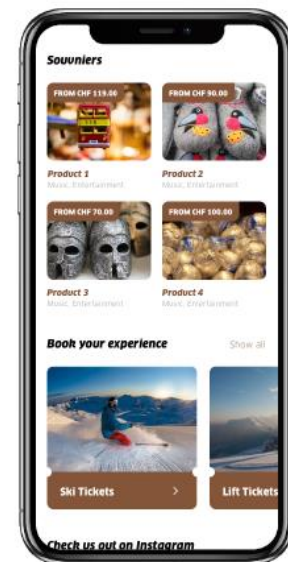 Souvniers
FROM CHF 119.00
FROM CHF 90.00
Product 1
Product 2
Music, Entertainment
Music, Entertainment
FROM CHF 70.00
FROM CHF 100.00
Product 3
Product 4
Music, Entertainment
Music, Entertainment
Book your experience
Show all
Ski Tickets
Lift Tickets
Check us out on Instagram